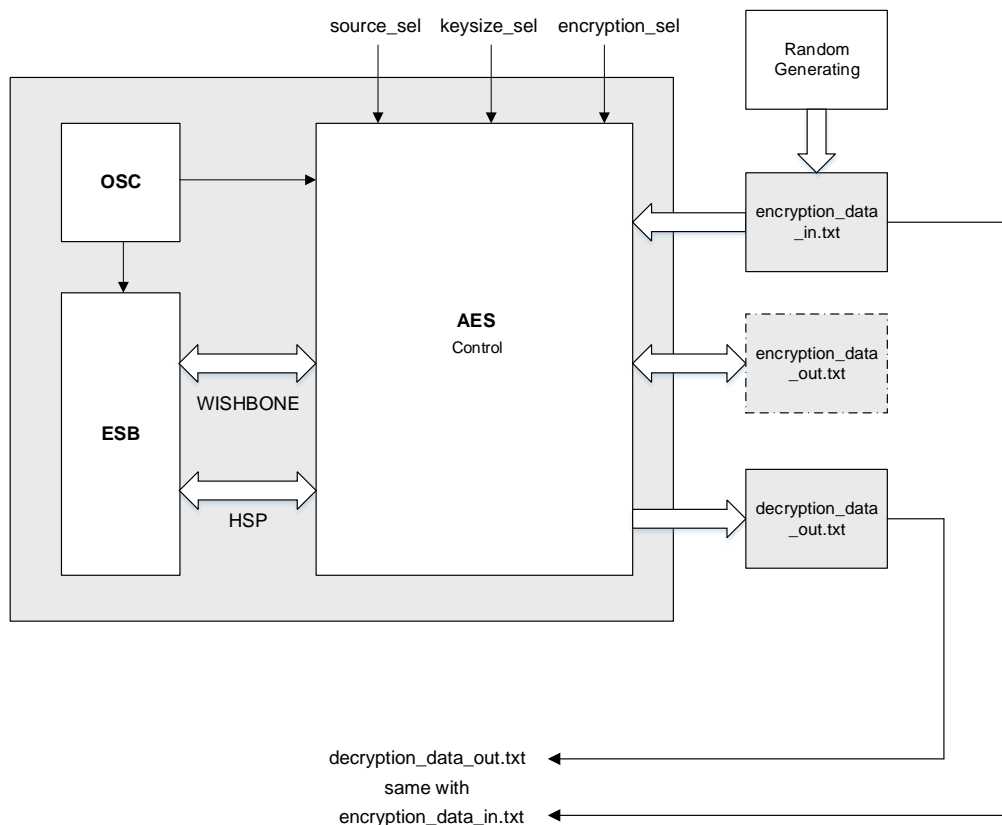 source_sel keysize_sel encryption_sel
Random
Generating
OSC
encryption_data
_in.txt
AES
Control
encryption_data
_out.txt
WISHBONE
ESB
HSP
decryption_data
_out.txt
decryption_data_out.txt
same with
encryption_data_in.txt